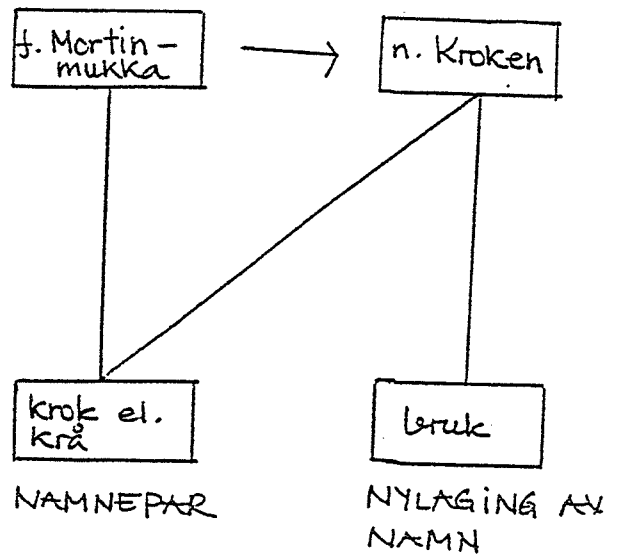 f. Mortin-
mukka
n. Kroken
krok el.
krå
bruk
NAMNEPAR
NYLAGING AV
NAMN